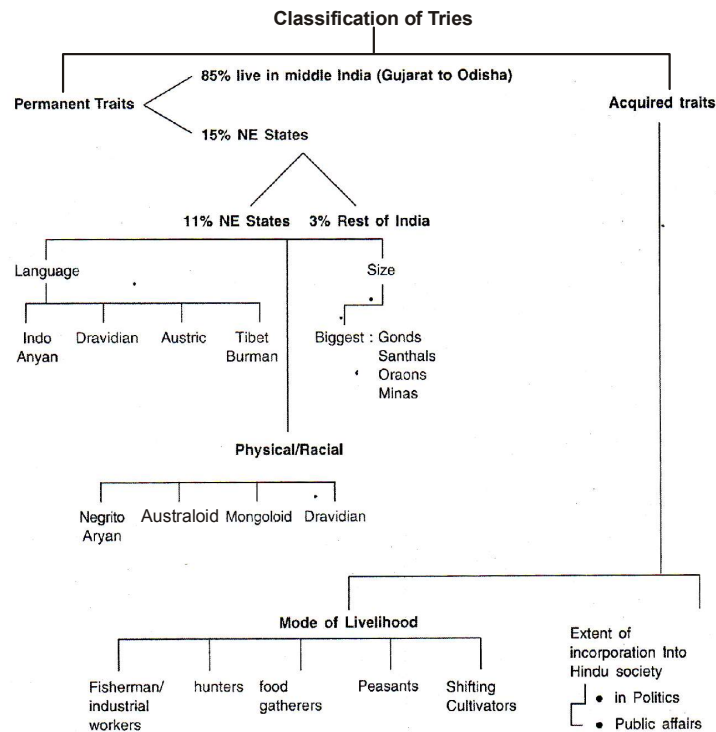 Classification of Tries
85% live in middle India (Gujarat to Odisha)
Permanent Traits
Acquired traits
15% NE States
11% NE States
3% Rest of India
Language
Size
Indo
Anyan
Dravidian
Austric
Tibet
Burman
Biggest : Gonds
Santhals
Oraons
Minas
Physical/Racial
Negrito
Aryan
Australoid
Mongoloid
Dravidian
Mode of Livelihood
Fisherman/
industrial
workers
hunters
food
gatherers
Peasants
Shifting
Cultivators
Extent of
incorporation Into
Hindu society
• in Politics
• Public affairs